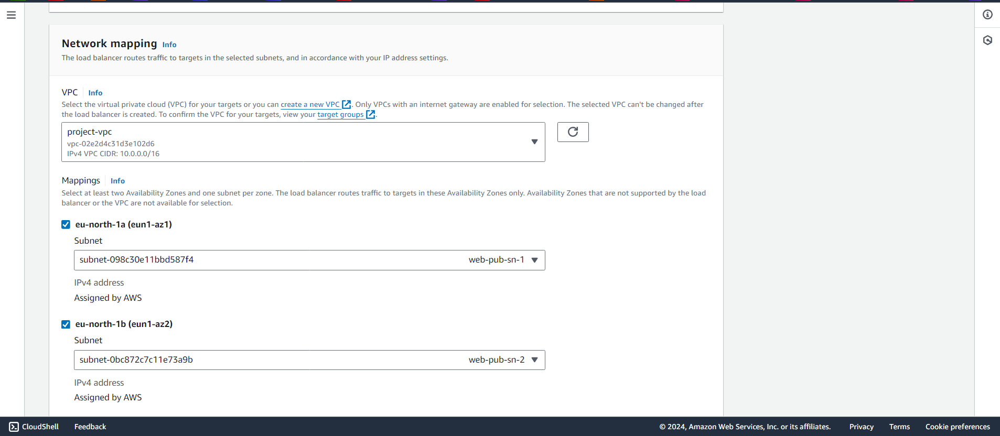 Network mapping Info
The load balancer routes traffic to targets in the selected subnets, and in accordance with your IP address settings.
VPC Info
Select the virtual private cloud (VPC) for your targets or you can create a new VPC. Only VPCs with an internet gateway are enabled for selection. The selected VPC can't be changed after
the load balancer is created. To confirm the VPC for your targets, view your target groups.
project-vpc
vpc-02e2d4c31d3e102d6
IPv4 VPC CIDR: 10.0.0.0/16
Mappings Info
Select at least two Availability Zones and one subnet per zone. The load balancer routes traffic to targets in these Availability Zones only. Availability Zones that are not supported by the load
balancer or the VPC are not available for selection.
eu-north-1a (eun1-az1)
Subnet
subnet-098c30e11bbd587f4 web-pub-sn-1
IPv4 address
Assigned by AWS
eu-north-1b (eun1-az2)
Subnet
subnet-0bc872c7c11e73a9b web-pub-sn-2
IPv4 address
Assigned by AWS
CloudShell Feedback © 2024, Amazon Web Services, Inc. or its affiliates. Privacy Terms Cookie preferences